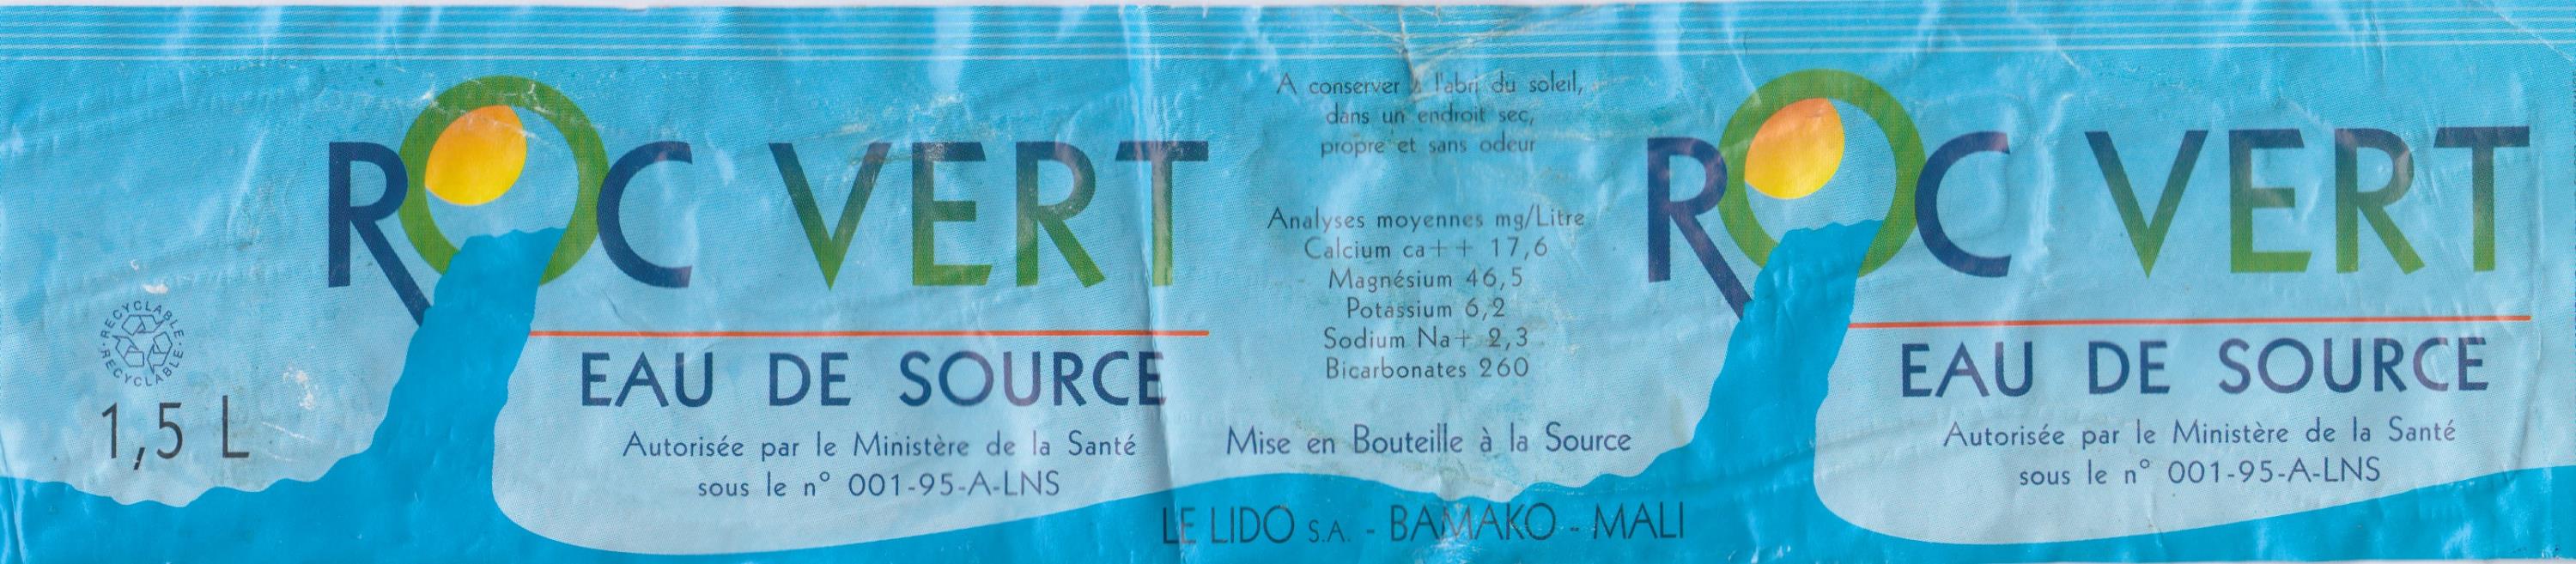 ROC VERT
EAU DE SOURCE
Autorisée par le Ministère de la Santé
sous le n° 001-95-A-LNS
RECYCLABLE · RECYCLABLE ·
1,5 L
A conserver à l'abri du soleil,
dans un endroit sec,
propre et sans odeur
Analyses moyennes mg/Litre
Calcium ca++ 17,6
Magnésium 46,5
Potassium 6,2
Sodium Na+ 2,3
Bicarbonates 260
Mise en Bouteille à la Source
LE LIDO S.A. - BAMAKO - MALI
ROC VERT
EAU DE SOURCE
Autorisée par le Ministère de la Santé
sous le n° 001-95-A-LNS